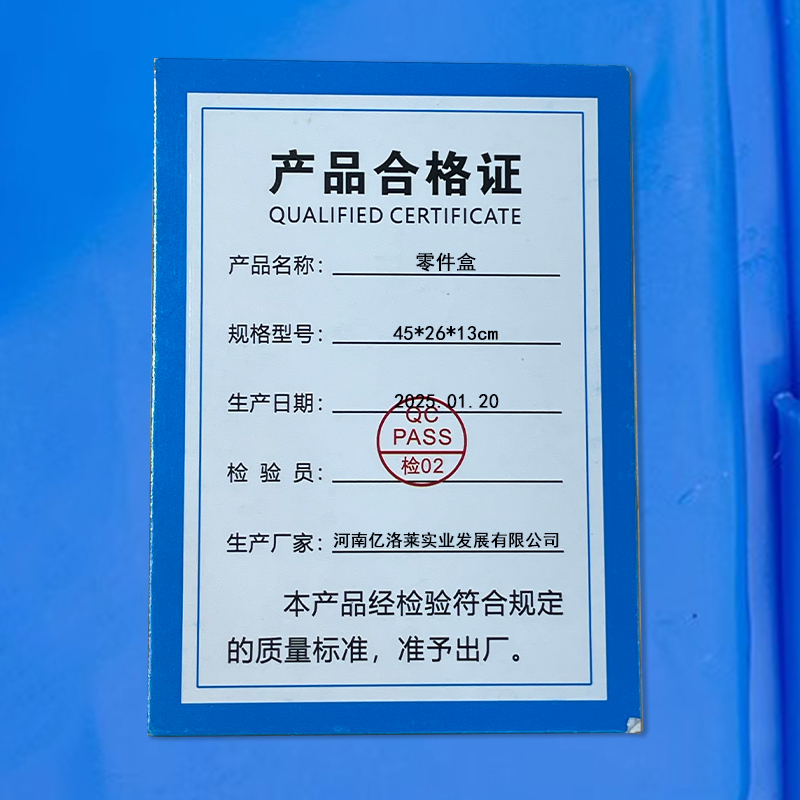 产品合格证
QUALIFIED CERTIFICATE
产品名称： 零件盒
规格型号： 45*26*13cm
生产日期： 2025.01.20
QC
PASS
检02
检 验 员：
生产厂家： 河南亿洛莱实业发展有限公司
本产品经检验符合规定
的质量标准，准予出厂。